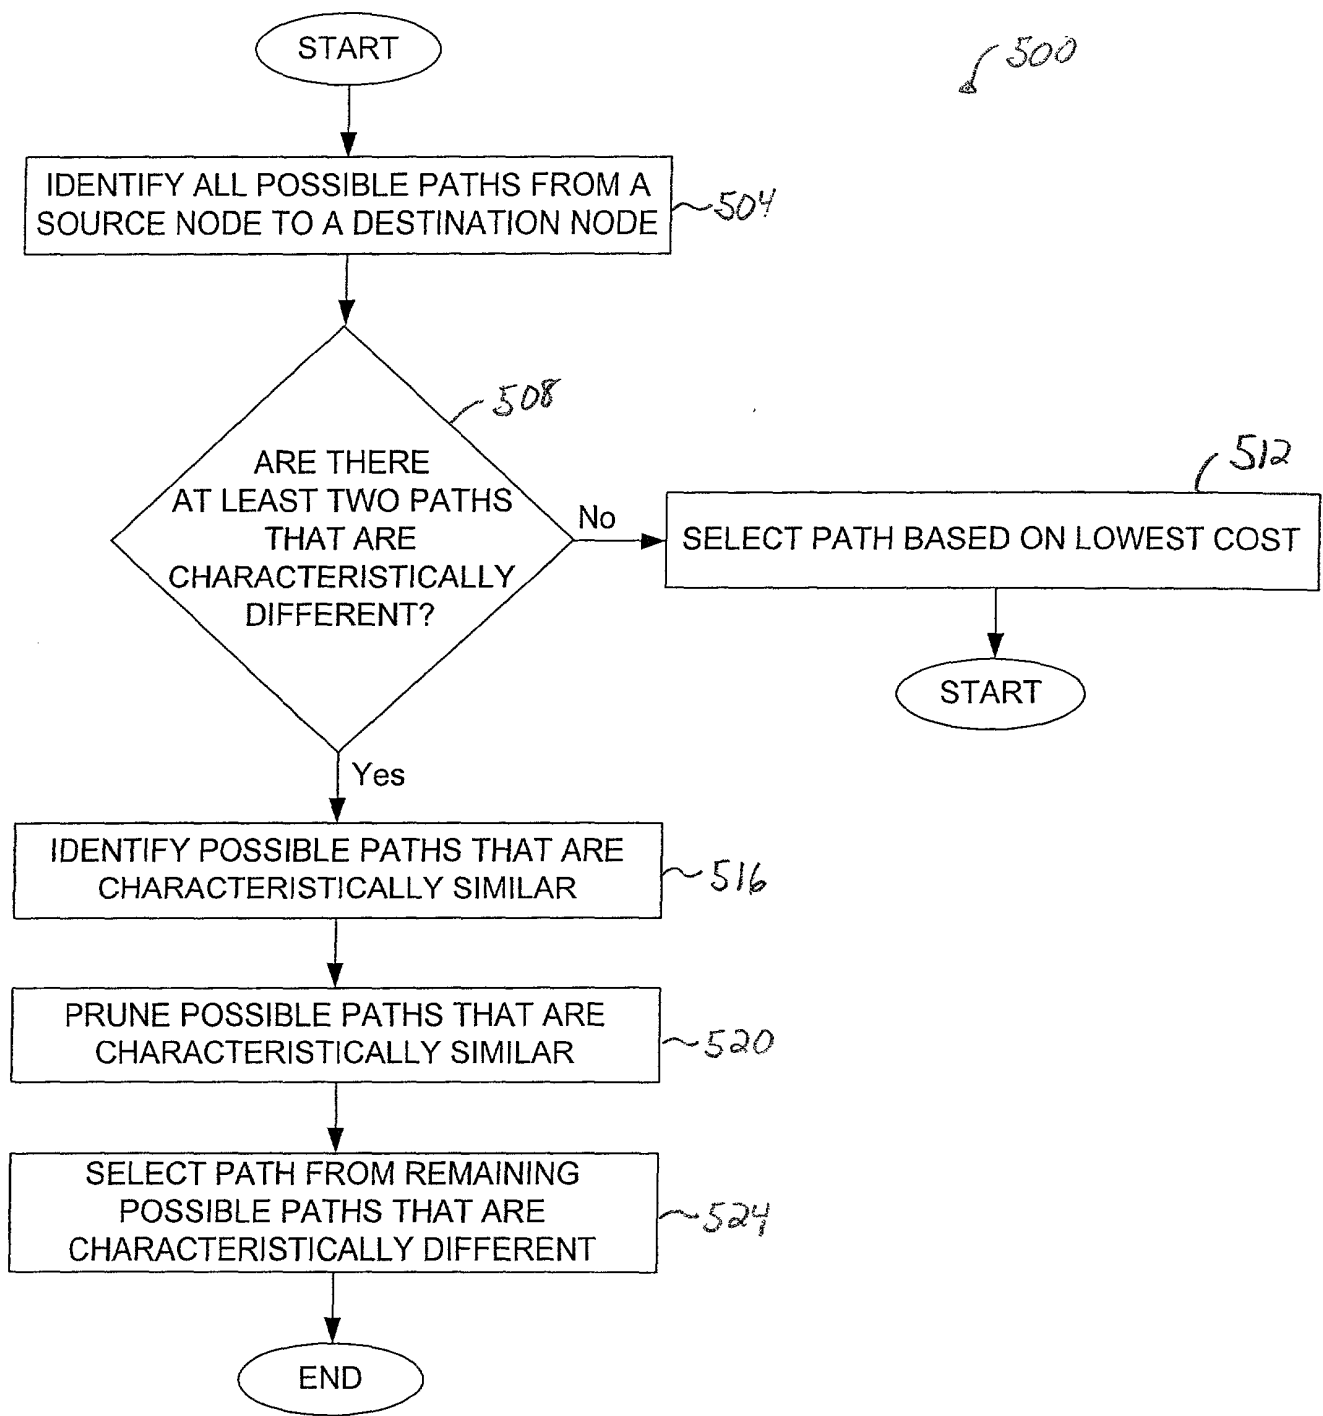 START
500
IDENTIFY ALL POSSIBLE PATHS FROM A
SOURCE NODE TO A DESTINATION NODE
504
508
ARE THERE
AT LEAST TWO PATHS
THAT ARE
CHARACTERISTICALLY
DIFFERENT?
No
512
SELECT PATH BASED ON LOWEST COST
START
Yes
IDENTIFY POSSIBLE PATHS THAT ARE
CHARACTERISTICALLY SIMILAR
516
PRUNE POSSIBLE PATHS THAT ARE
CHARACTERISTICALLY SIMILAR
520
SELECT PATH FROM REMAINING
POSSIBLE PATHS THAT ARE
CHARACTERISTICALLY DIFFERENT
524
END